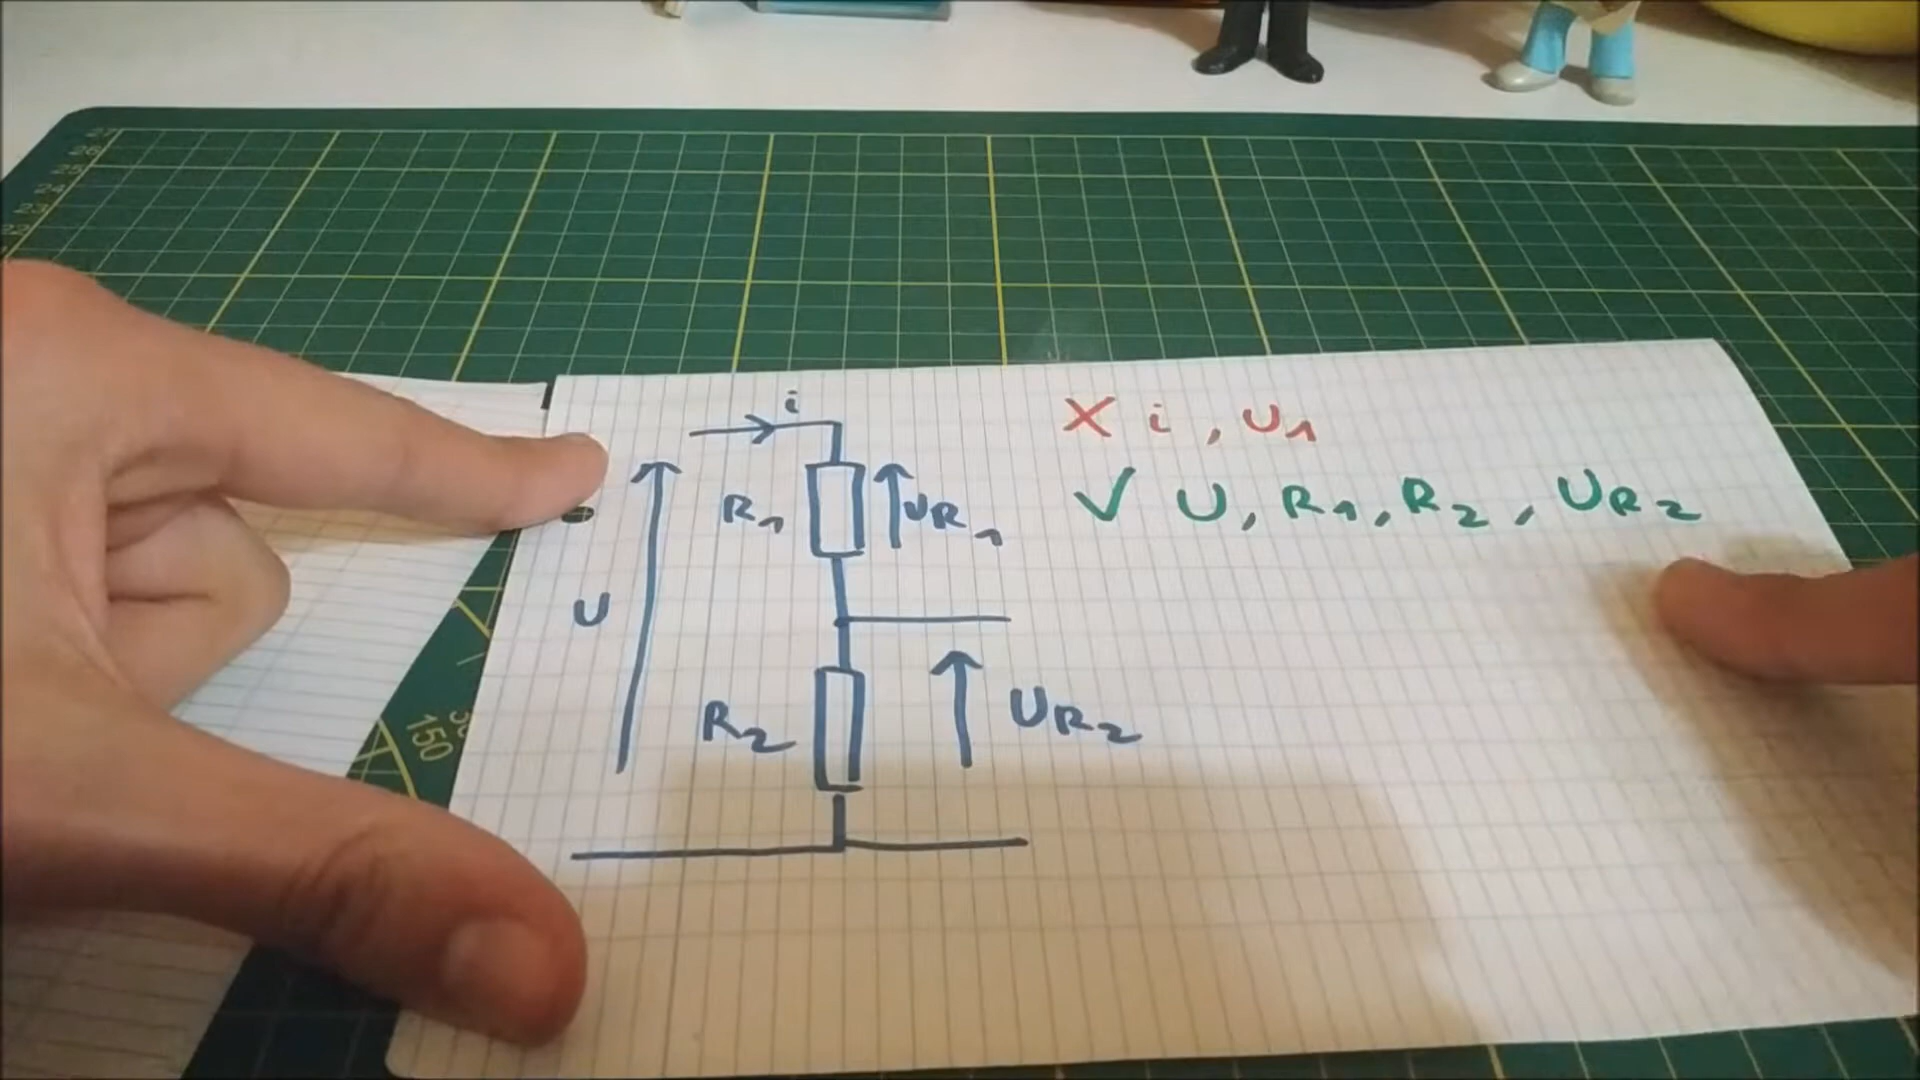 i
X i, U1
R1
UR1
√ U, R1, R2, UR2
U
R2
UR2
150